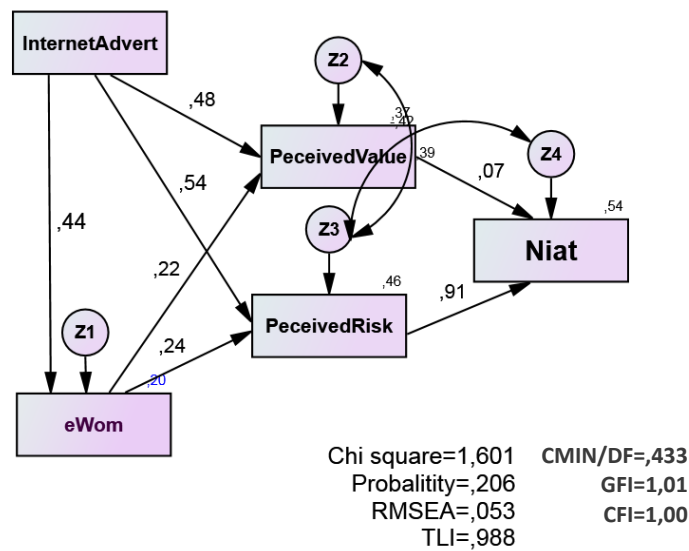 InternetAdvert
Z2
,48
,37
-,42
PeceivedValue
,39
Z4
,54
,07
,44
,54
Z3
Niat
,22
,46
,91
Z1
PeceivedRisk
,24
,20
eWom
Chi square=1,601
CMIN/DF=,433
Probalitity=,206
GFI=1,01
RMSEA=,053
CFI=1,00
TLI=,988